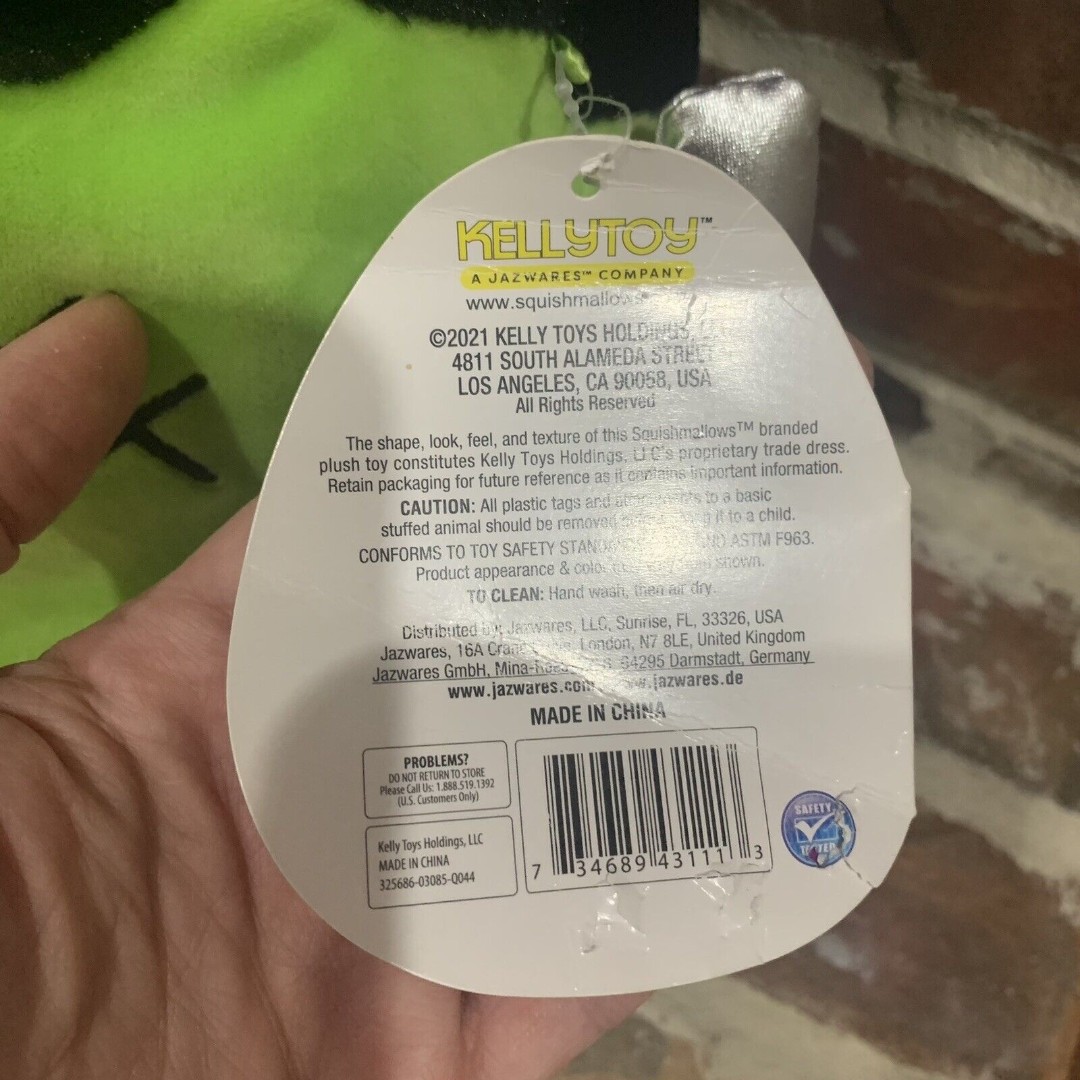 KELLYTOY™
A JAZWARES™ COMPANY
www.squishmallows
©2021 KELLY TOYS HOLDINGS,
4811 SOUTH ALAMEDA STREET
LOS ANGELES, CA 90058, USA
All Rights Reserved
The shape, look, feel, and texture of this Squishmallows™ branded
plush toy constitutes Kelly Toys Holdings, LLC's proprietary trade dress.
Retain packaging for future reference as it contains important information.
CAUTION: All plastic tags and to a basic
stuffed animal should be removed it to a child.
CONFORMS TO TOY SAFETY ASTM F963.
Product appearance & color shown.
TO CLEAN: Hand wash, then air dry.
Distributed by: Jazwares, LLC, Sunrise, FL, 33326, USA
Jazwares, 16A London, N7 8LE, United Kingdom
Jazwares GmbH, 64295 Darmstadt, Germany
www.jazwares.com www.jazwares.de
MADE IN CHINA
PROBLEMS?
DO NOT RETURN TO STORE
Please Call Us: 1.888.519.1392
(U.S. Customers Only)
Kelly Toys Holdings, LLC
MADE IN CHINA
325686-03085-Q044
7 34689 43111 3
SAFETY
TESTED